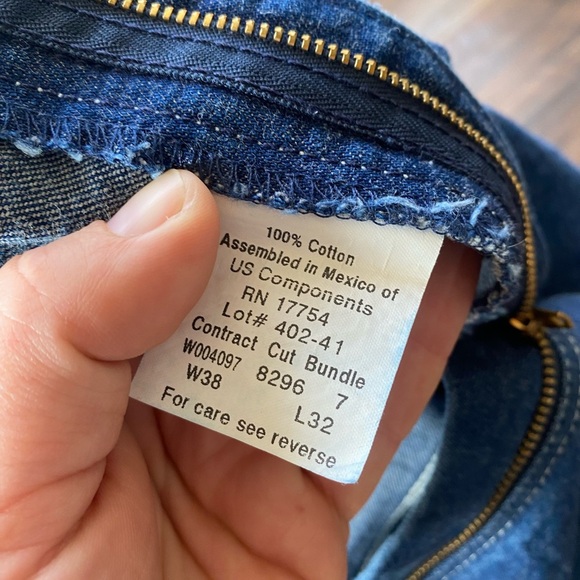 100% Cotton
Assembled in Mexico of
US Components
RN 17754
Lot# 402-41
Contract Cut Bundle
W004097 8296 7
W38 L32
For care see reverse